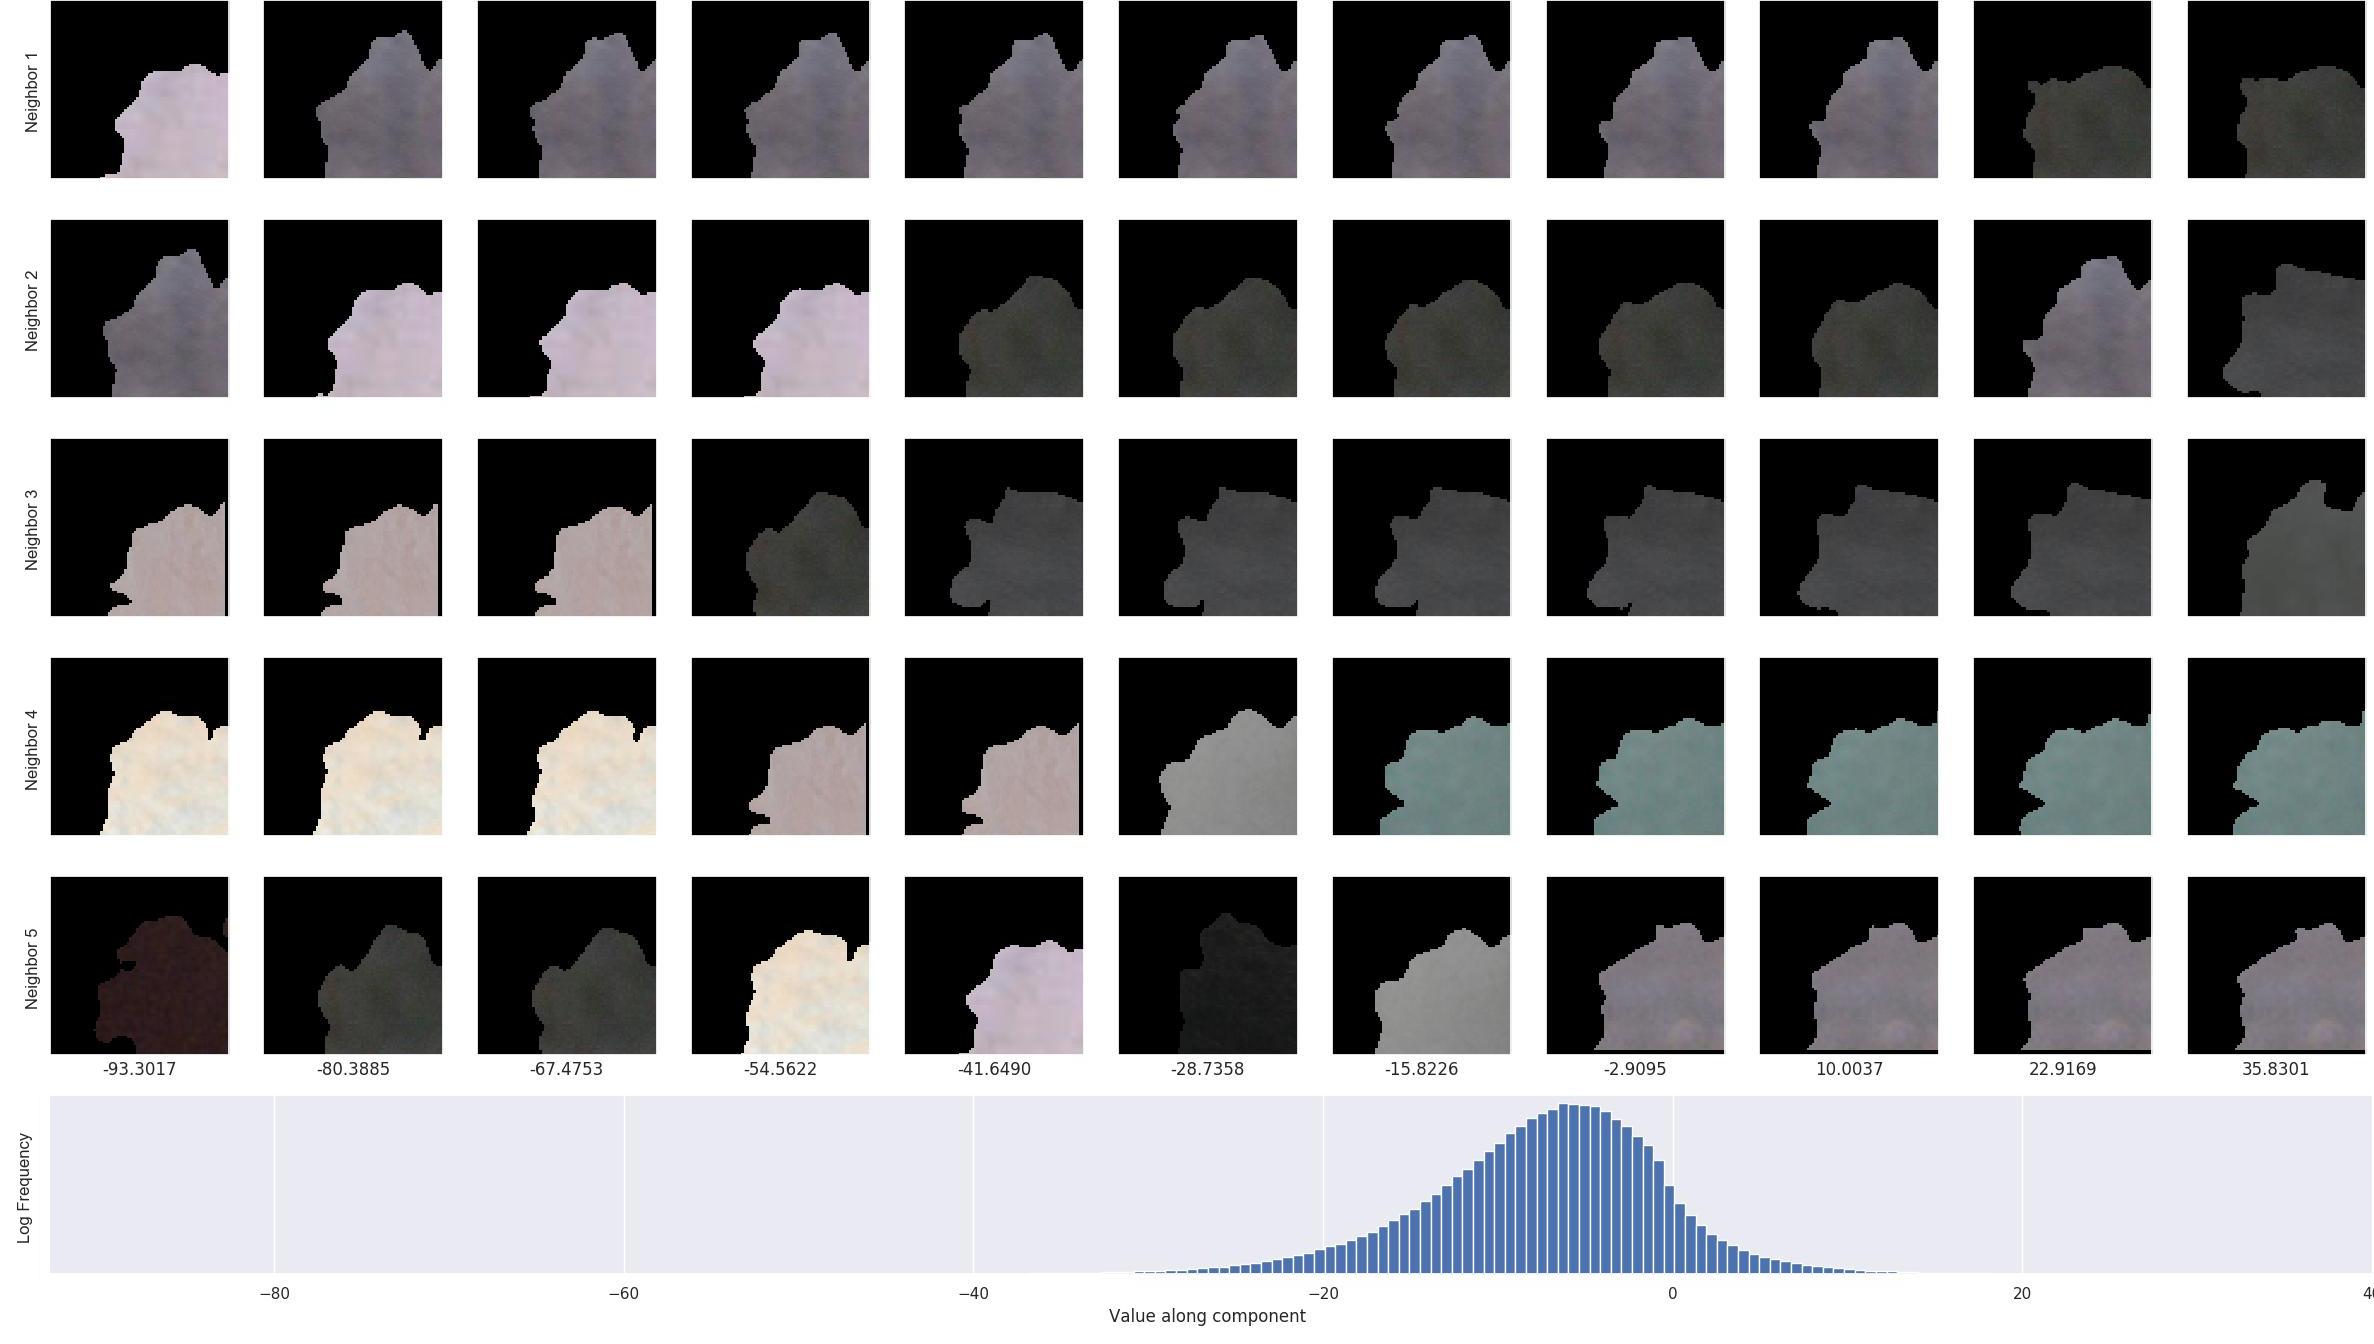 Neighbor 1
Neighbor 2
Neighbor 3
Neighbor 4
Neighbor 5
-93.3017 -80.3885 -67.4753 -54.5622 -41.6490 -28.7358 -15.8226 -2.9095 10.0037 22.9169 35.8301
Log Frequency
−80 −60 −40 −20 0 20
Value along component